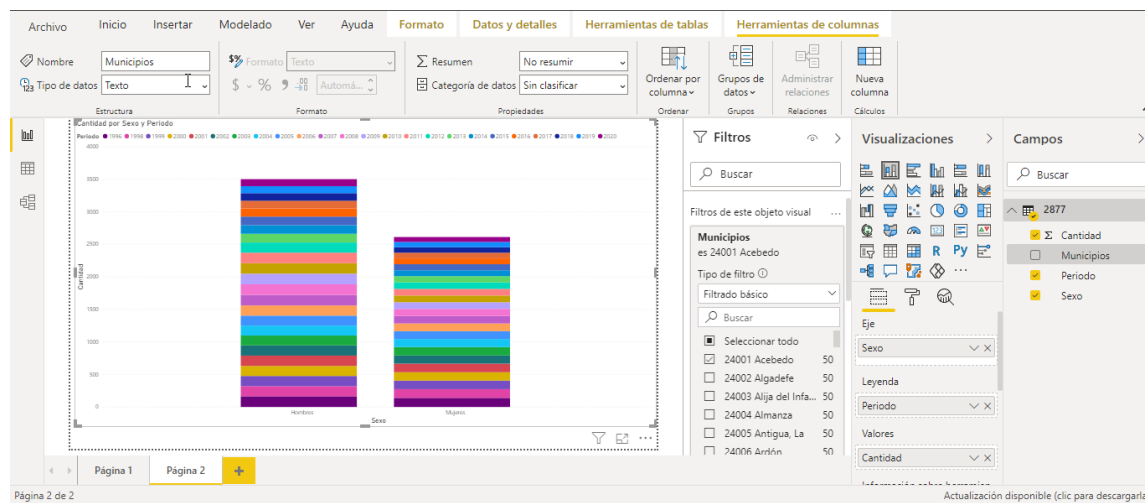 Archivo Inicio Insertar Modelado Ver Ayuda Formato Datos y detalles Herramientas de tablas Herramientas de columnas
Nombre Municipios
Tipo de datos Texto
Estructura
$% Formato Texto
$ % 9 .00 Automá...
Formato
Resumen No resumir
Categoría de datos Sin clasificar
Propiedades
Ordenar por
columna
Ordenar
Grupos de
datos
Grupos
Administrar
relaciones
Relaciones
Nueva
columna
Cálculos
Cantidad por Sexo y Periodo
Periodo 1996 1998 1999 2000 2001 2002 2003 2004 2005 2006 2007 2008 2009 2010 2011 2012 2013 2014 2015 2016 2017 2018 2019 2020
4000
3500
3000
2500
2000
1500
1000
500
0
Cantidad
Hombres Mujeres
Sexo
Filtros
Buscar
Filtros de este objeto visual ...
Municipios
es 24001 Acebedo
Tipo de filtro
Filtrado básico
Buscar
Seleccionar todo
24001 Acebedo 50
24002 Algadefe 50
24003 Alija del Infa... 50
24004 Almanza 50
24005 Antigua, La 50
24006 Ardón 50
Visualizaciones
R Py
...
Eje
Sexo
Leyenda
Periodo
Valores
Cantidad
Información sobre herramien
Campos
Buscar
2877
Σ Cantidad
Municipios
Periodo
Sexo
Página 1 Página 2 +
Página 2 de 2
Actualización disponible (clic para descargarla